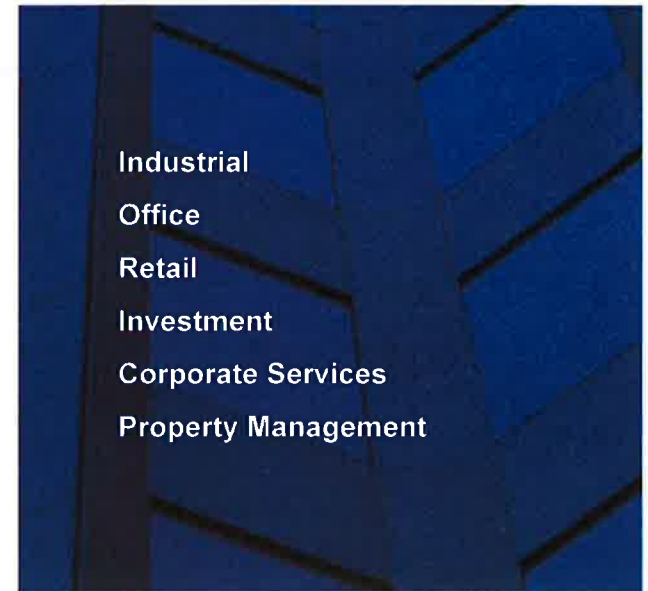 Industrial
Office
Retail
Investment
Corporate Services
Property Management